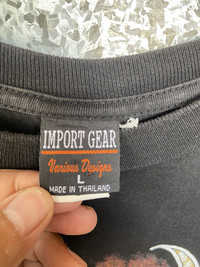 IMPORT GEAR
Various Designs
L
MADE IN THAILAND